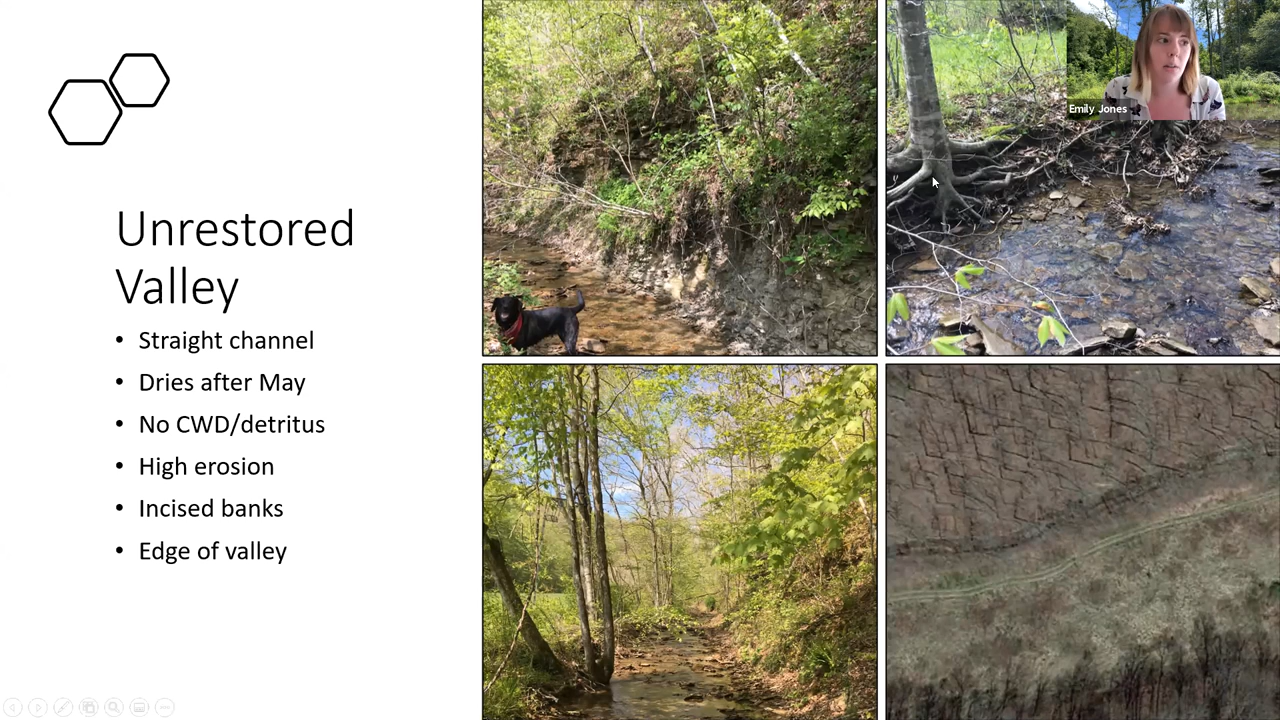 Unrestored
Valley
• Straight channel
• Dries after May
• No CWD/detritus
• High erosion
• Incised banks
• Edge of valley
Emily Jones